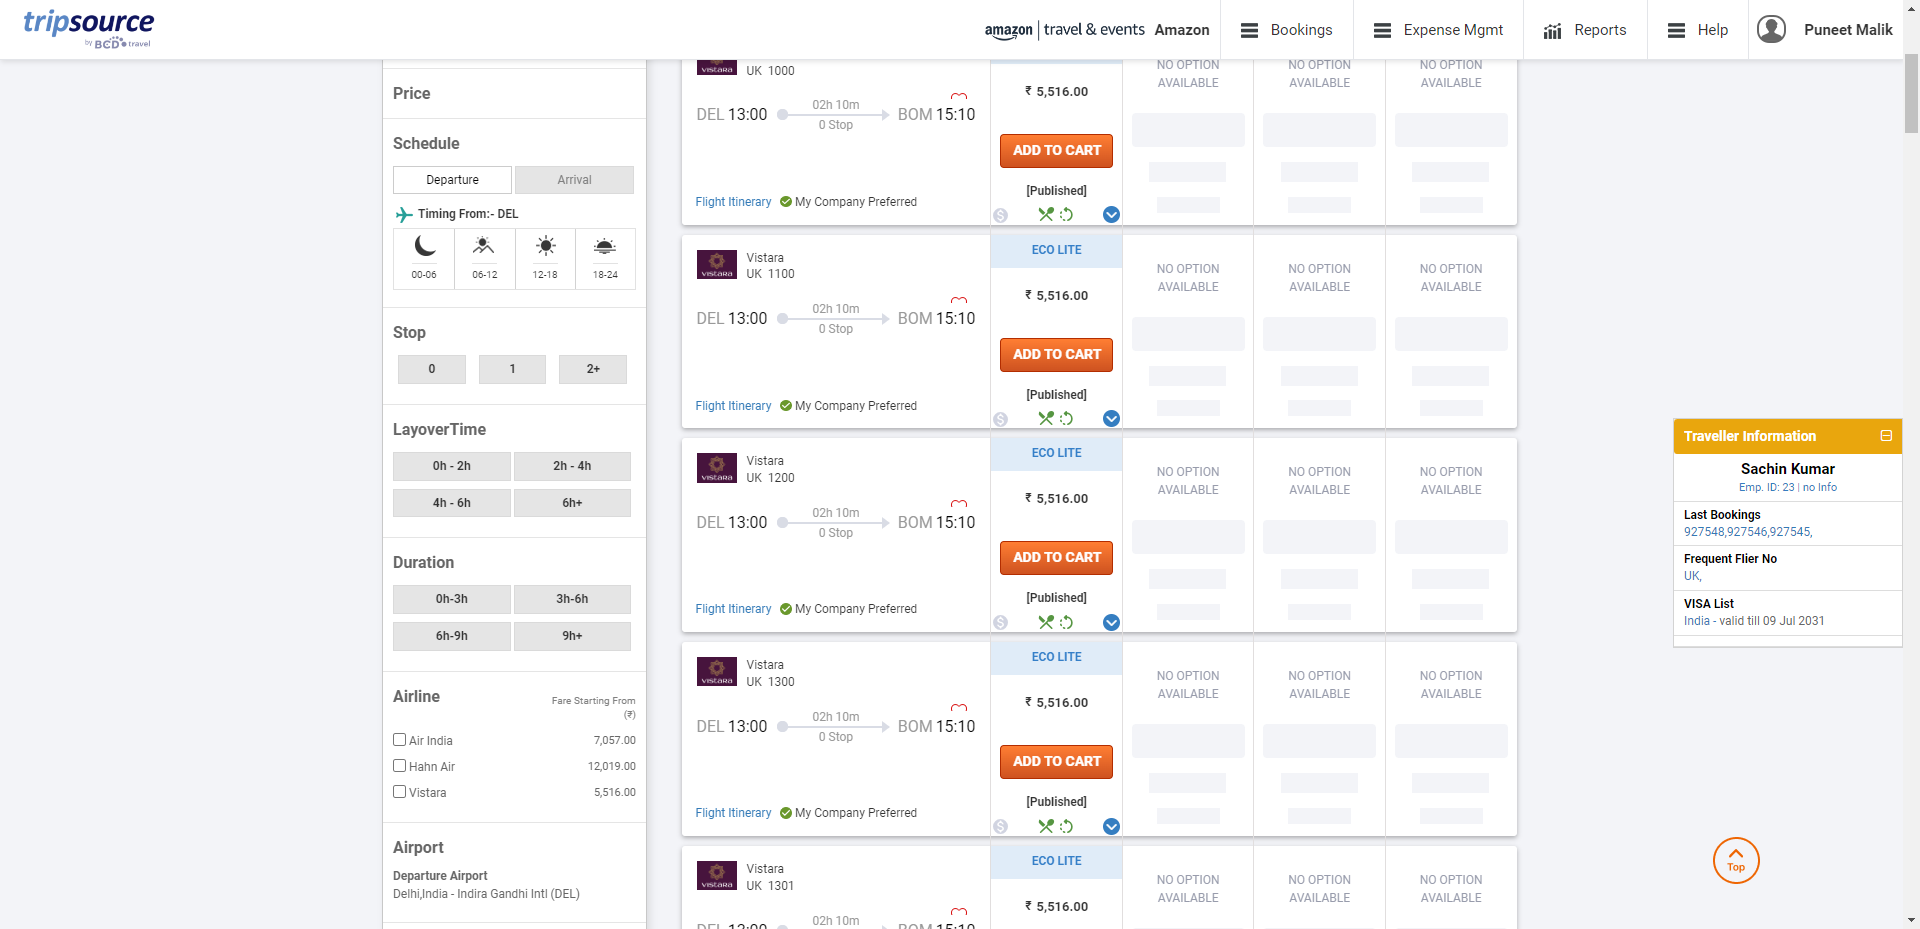 tripsource
by BCD travel
amazon | travel & events Amazon
Bookings
Expense Mgmt
Reports
Help
Puneet Malik
Price
Schedule
Departure
Arrival
Timing From:- DEL
00-06
06-12
12-18
18-24
Stop
0
1
2+
LayoverTime
0h - 2h
2h - 4h
4h - 6h
6h+
Duration
0h-3h
3h-6h
6h-9h
9h+
Airline
Fare Starting From
(₹)
Air India 7,057.00
Hahn Air 12,019.00
Vistara 5,516.00
Airport
Departure Airport
Delhi,India - Indira Gandhi Intl (DEL)
VISTARA
UK 1000
DEL 13:00
02h 10m
0 Stop
BOM 15:10
Flight Itinerary
My Company Preferred
₹ 5,516.00
ADD TO CART
[Published]
NO OPTION
AVAILABLE
NO OPTION
AVAILABLE
NO OPTION
AVAILABLE
VISTARA
Vistara
UK 1100
DEL 13:00
02h 10m
0 Stop
BOM 15:10
Flight Itinerary
My Company Preferred
ECO LITE
₹ 5,516.00
ADD TO CART
[Published]
NO OPTION
AVAILABLE
NO OPTION
AVAILABLE
NO OPTION
AVAILABLE
VISTARA
Vistara
UK 1200
DEL 13:00
02h 10m
0 Stop
BOM 15:10
Flight Itinerary
My Company Preferred
ECO LITE
₹ 5,516.00
ADD TO CART
[Published]
NO OPTION
AVAILABLE
NO OPTION
AVAILABLE
NO OPTION
AVAILABLE
VISTARA
Vistara
UK 1300
DEL 13:00
02h 10m
0 Stop
BOM 15:10
Flight Itinerary
My Company Preferred
ECO LITE
₹ 5,516.00
ADD TO CART
[Published]
NO OPTION
AVAILABLE
NO OPTION
AVAILABLE
NO OPTION
AVAILABLE
VISTARA
Vistara
UK 1301
DEL 13:00
02h 10m
BOM 15:10
ECO LITE
₹ 5,516.00
NO OPTION
AVAILABLE
NO OPTION
AVAILABLE
NO OPTION
AVAILABLE
Traveller Information
Sachin Kumar
Emp. ID: 23 | no Info
Last Bookings
927548,927546,927545,
Frequent Flier No
UK,
VISA List
India - valid till 09 Jul 2031
Top